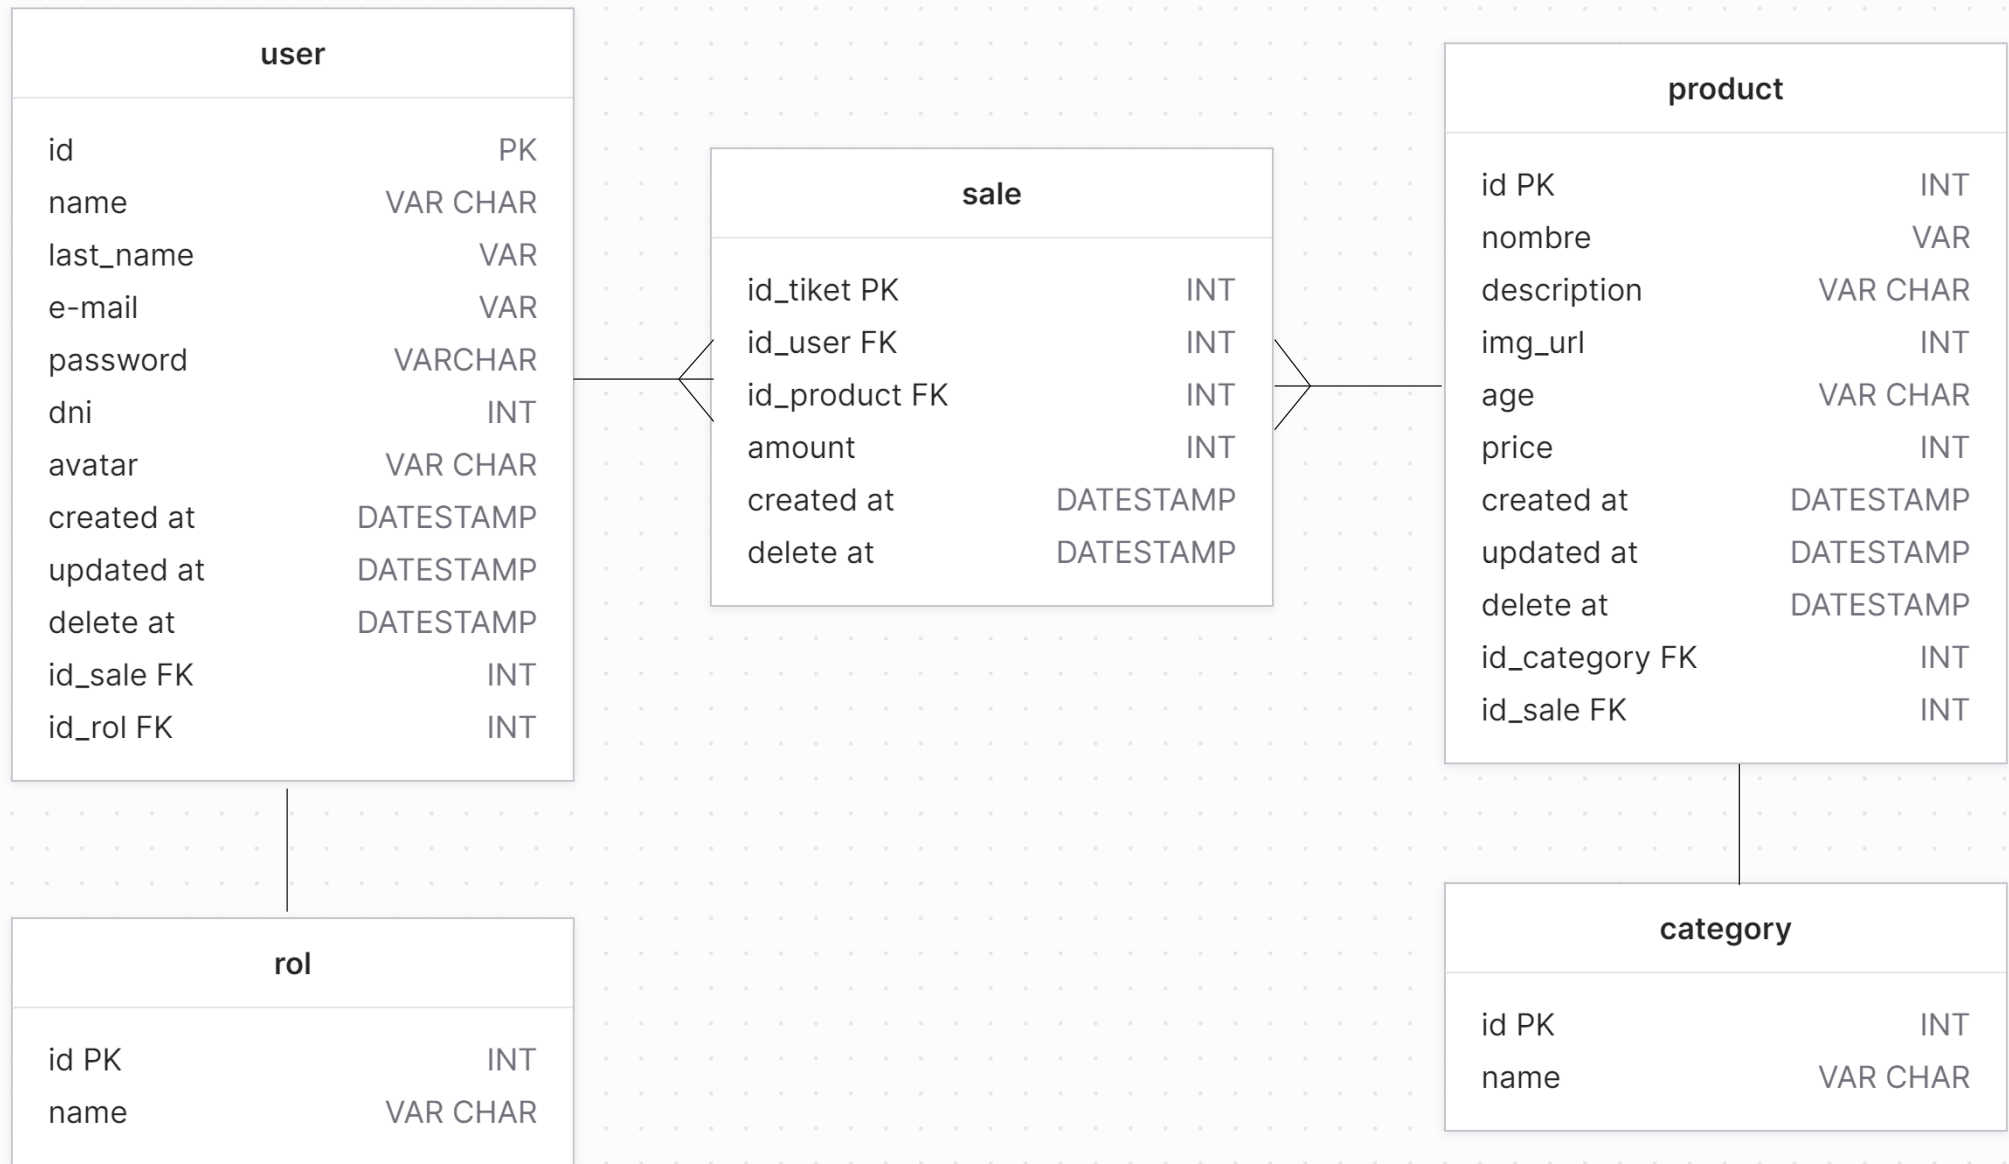 user
id PK
name VAR CHAR
last_name VAR
e-mail VAR
password VARCHAR
dni INT
avatar VAR CHAR
created at DATESTAMP
updated at DATESTAMP
delete at DATESTAMP
id_sale FK INT
id_rol FK INT
sale
id_tiket PK INT
id_user FK INT
id_product FK INT
amount INT
created at DATESTAMP
delete at DATESTAMP
product
id PK INT
nombre VAR
description VAR CHAR
img_url INT
age VAR CHAR
price INT
created at DATESTAMP
updated at DATESTAMP
delete at DATESTAMP
id_category FK INT
id_sale FK INT
rol
id PK INT
name VAR CHAR
category
id PK INT
name VAR CHAR